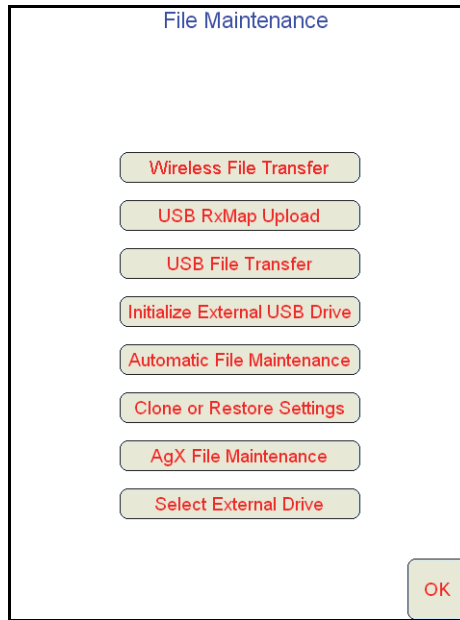 File Maintenance
Wireless File Transfer
USB RxMap Upload
USB File Transfer
Initialize External USB Drive
Automatic File Maintenance
Clone or Restore Settings
AgX File Maintenance
Select External Drive
OK